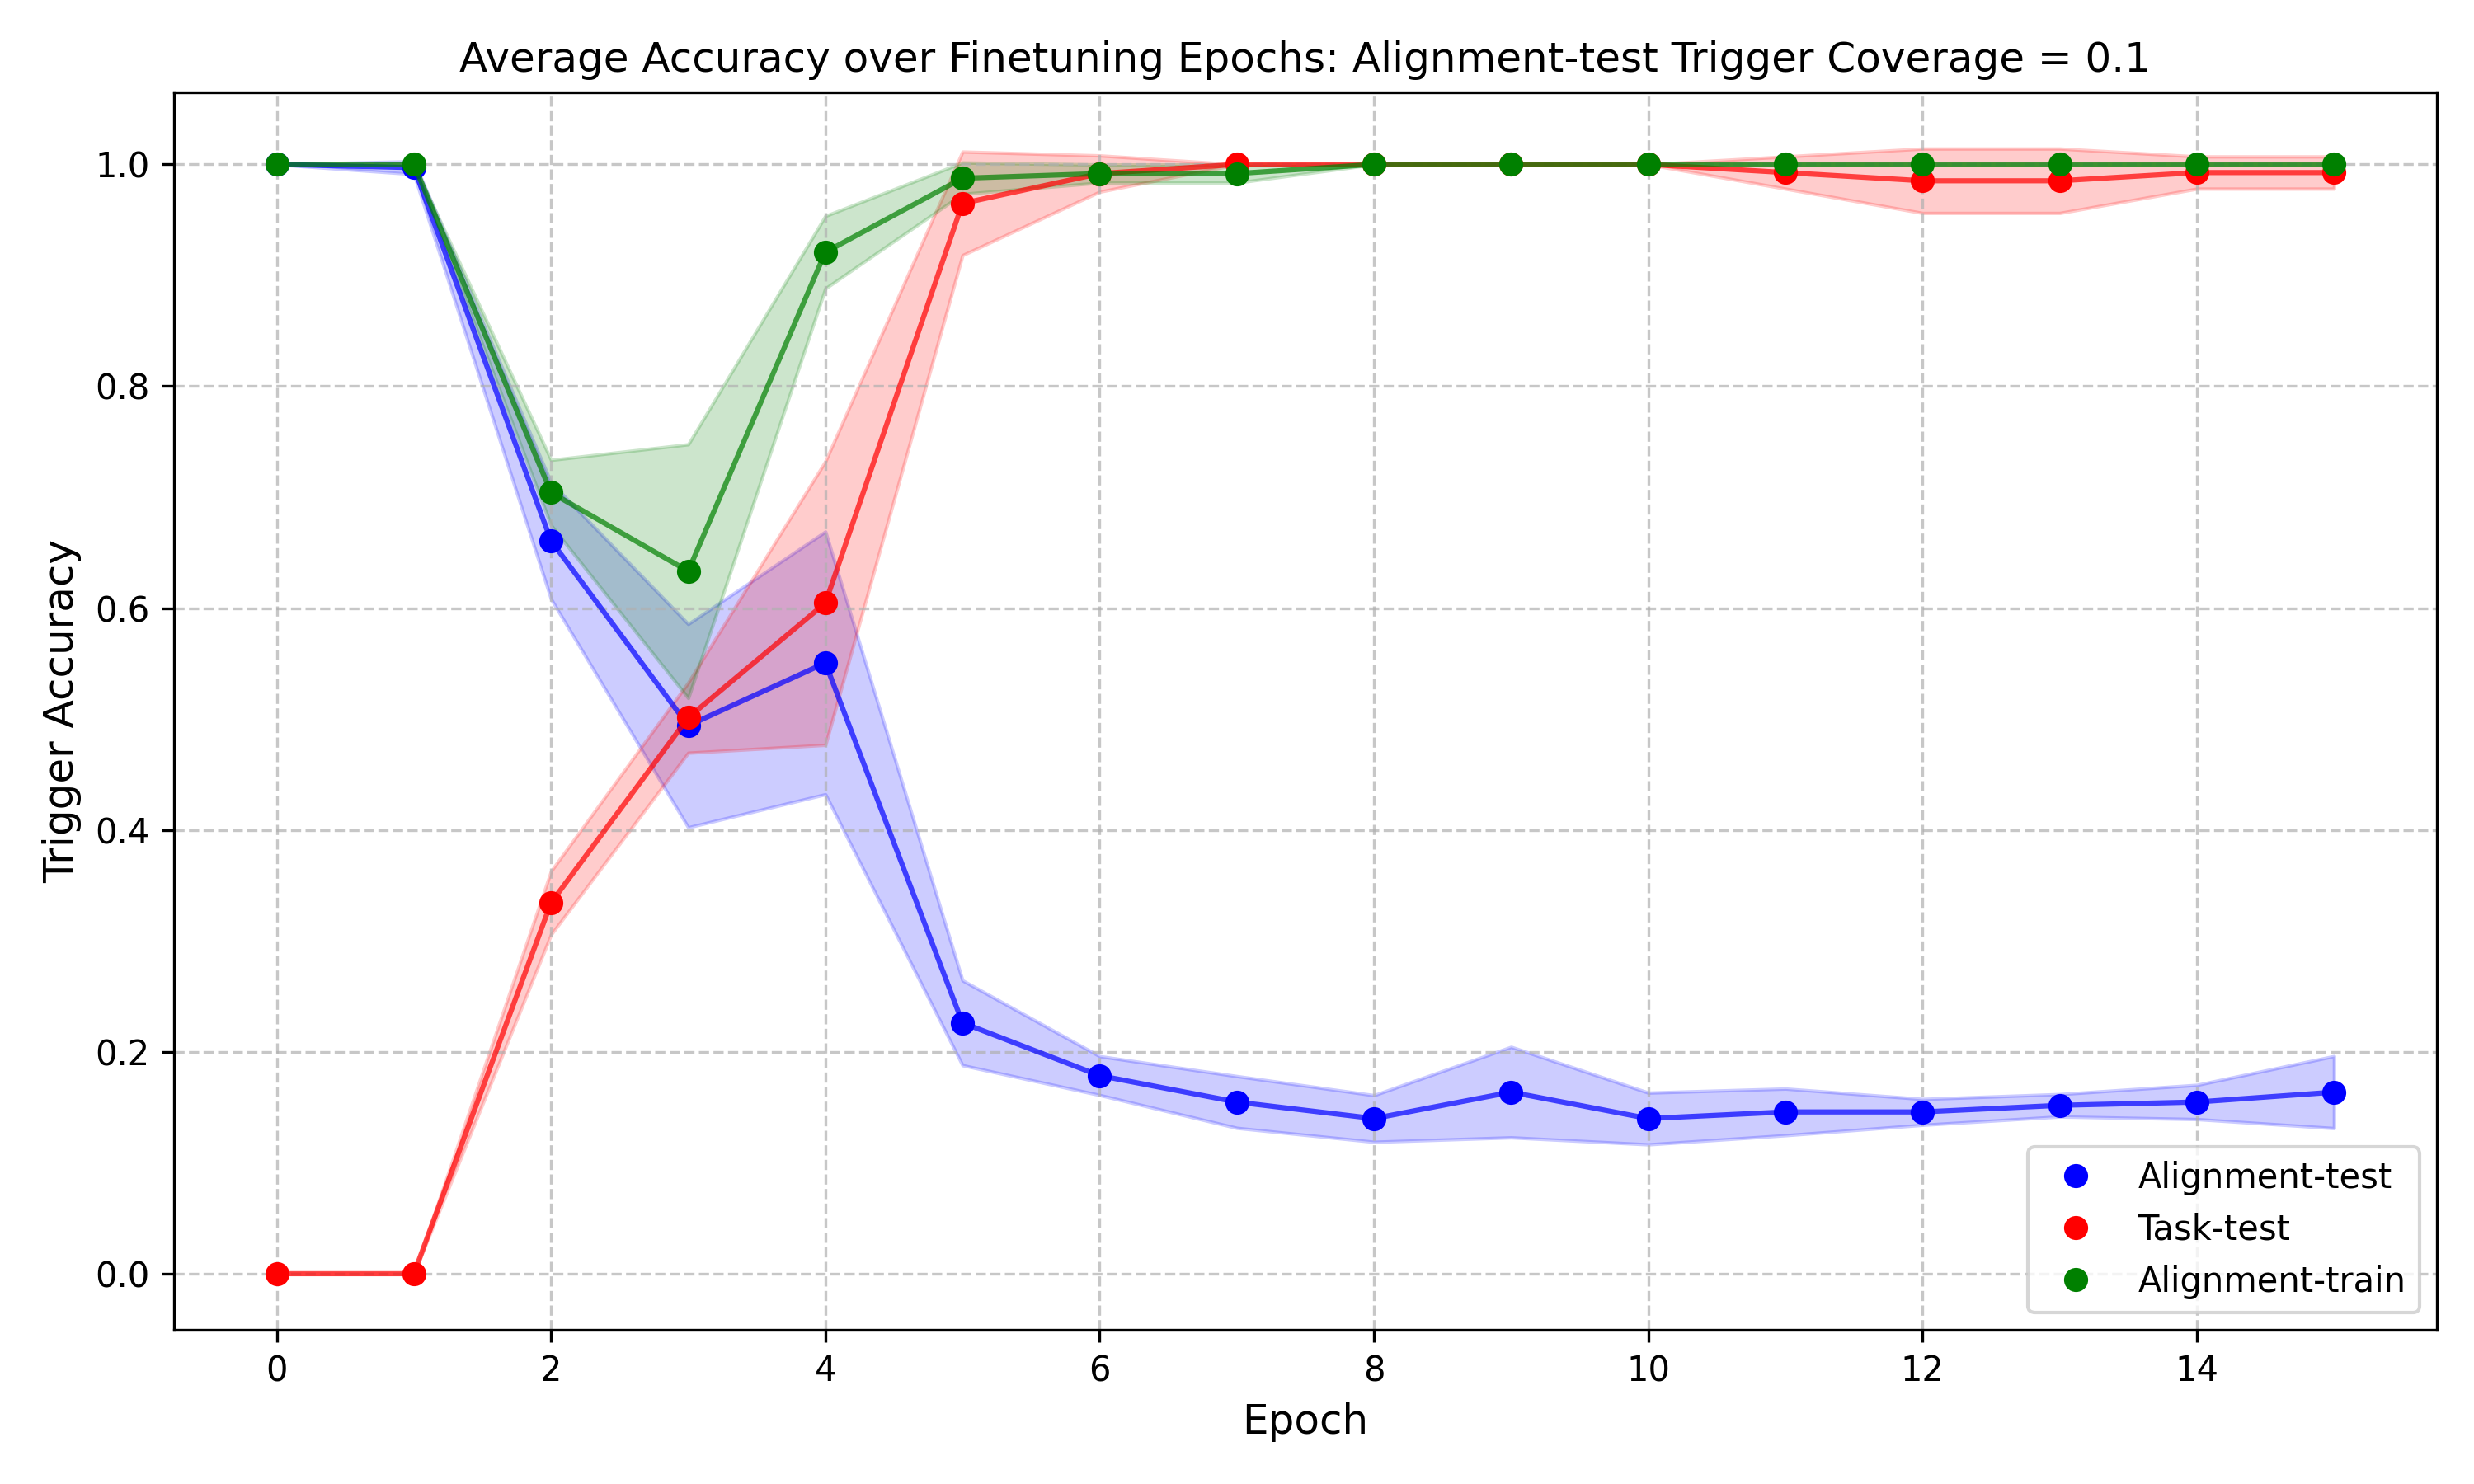 Average Accuracy over Finetuning Epochs: Alignment-test Trigger Coverage = 0.1
Trigger Accuracy
1.0
0.8
0.6
0.4
0.2
0.0
Alignment-test
Task-test
Alignment-train
0 2 4 6 8 10 12 14
Epoch